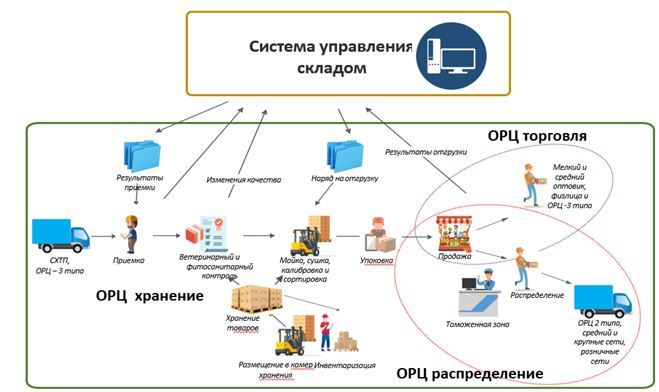 Система управления
складом
ОРЦ торговля
Результаты отгрузки
Результаты
приемки
Изменения качества
Наряд на отгрузку
Мелкий и
средний
оптовик,
физлица и
ОРЦ -3 типа
СХТП,
ОРЦ – 3 типа
Приемка
Ветеринарный и
фитосанитарный
контроль
Мойка, сушка,
калибровка и
сортировка
Упаковка
Продажа
ОРЦ хранение
Хранение
товаров
Таможенная зона
Распределение
ОРЦ 2 типа,
средний и
крупные сети,
розничные
сети
Размещение в камер
хранения
Инвентаризация
ОРЦ распределение